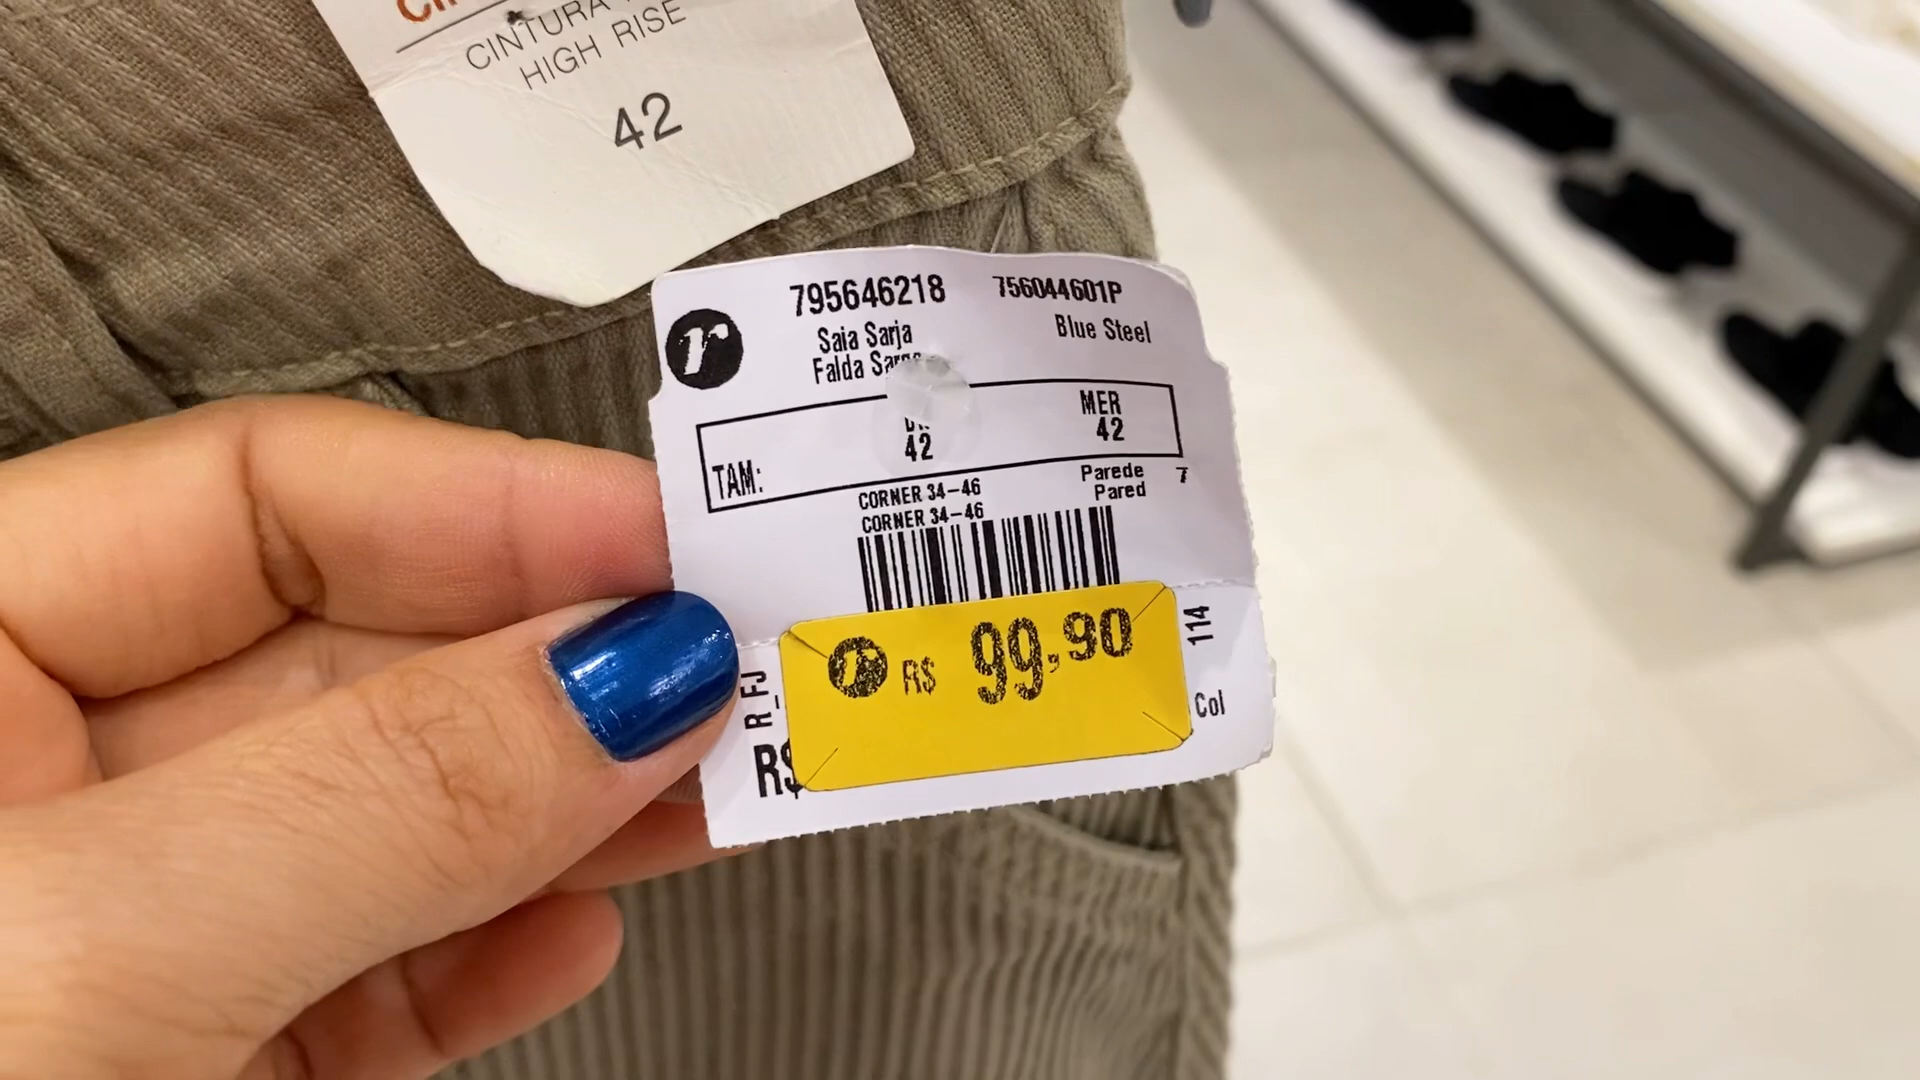 CINTURA
HIGH RISE
42
795646218 756044601P
Saia Sarja Blue Steel
Falda
MER
TAM: 42 42
CORNER 34-46 Parede 7
CORNER 34-46 Pared
R$ 99,90
114
R_FJ
Col
R$